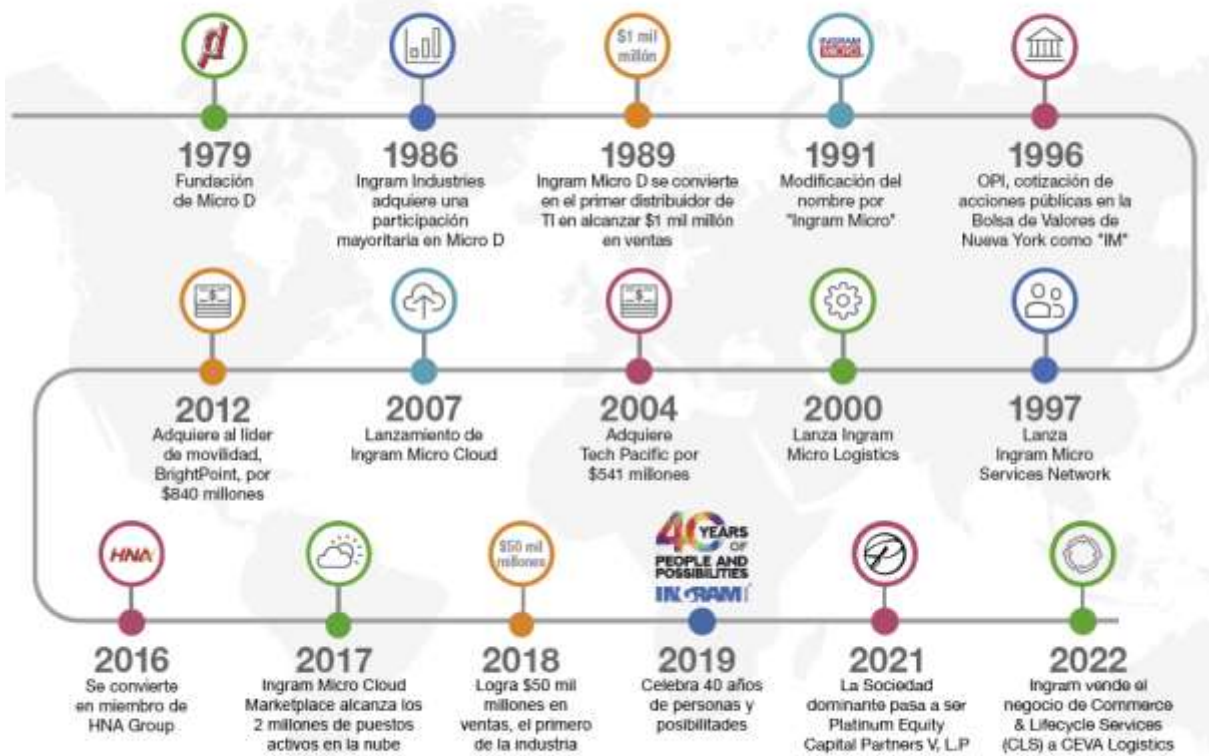 $1 mil
millón
INGRAM
MICRO
1979
Fundación
de Micro D
1986
Ingram Industries
adquiere una
participación
mayoritaria en Micro D
1989
Ingram Micro D se convierte
en el primer distribuidor de
TI en alcanzar $1 mil millón
en ventas
1991
Modificación del
nombre por
"Ingram Micro"
1996
OPI, cotización de
acciones públicas en la
Bolsa de Valores de
Nueva York como "IM"
$
$
2012
Adquiere al líder
de movilidad,
BrightPoint, por
$840 millones
2007
Lanzamiento de
Ingram Micro Cloud
2004
Adquiere
Tech Pacific por
$541 millones
2000
Lanza Ingram
Micro Logistics
1997
Lanza
Ingram Micro
Services Network
HNA
$50 mil
millones
40 YEARS
OF
PEOPLE AND
POSSIBILITIES
INGRAM
P
2016
Se convierte
en miembro de
HNA Group
2017
Ingram Micro Cloud
Marketplace alcanza los
2 millones de puestos
activos en la nube
2018
Logra $50 mil
millones en
ventas, el primero
de la industria
2019
Celebra 40 años
de personas y
posibilitades
2021
La Sociedad
dominante pasa a ser
Platinum Equity
Capital Partners V, L.P
2022
Ingram vende el
negocio de Commerce
& Lifecycle Services
(CLS) a CEVA Logistics